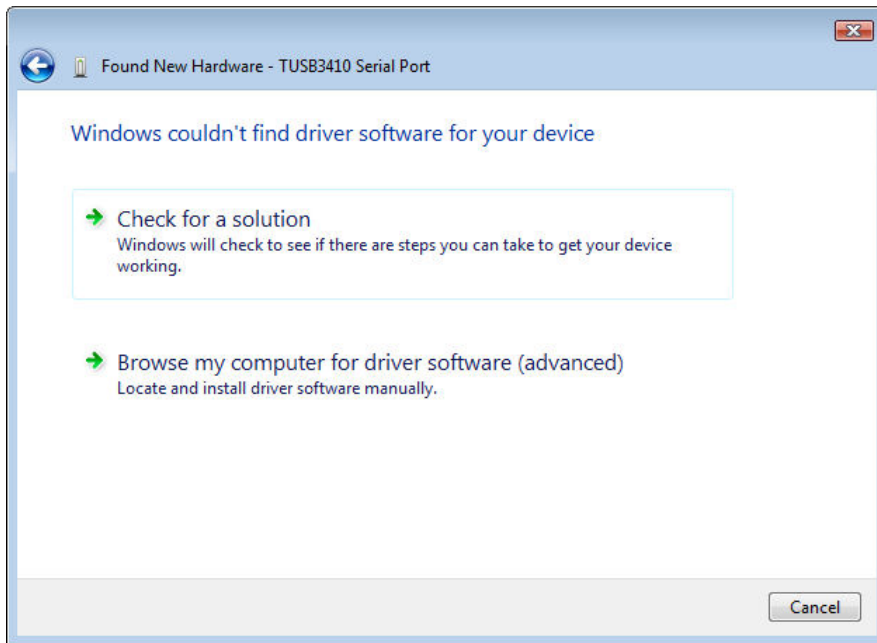 Found New Hardware - TUSB3410 Serial Port
Windows couldn't find driver software for your device
Check for a solution
Windows will check to see if there are steps you can take to get your device
working.
Browse my computer for driver software (advanced)
Locate and install driver software manually.
Cancel